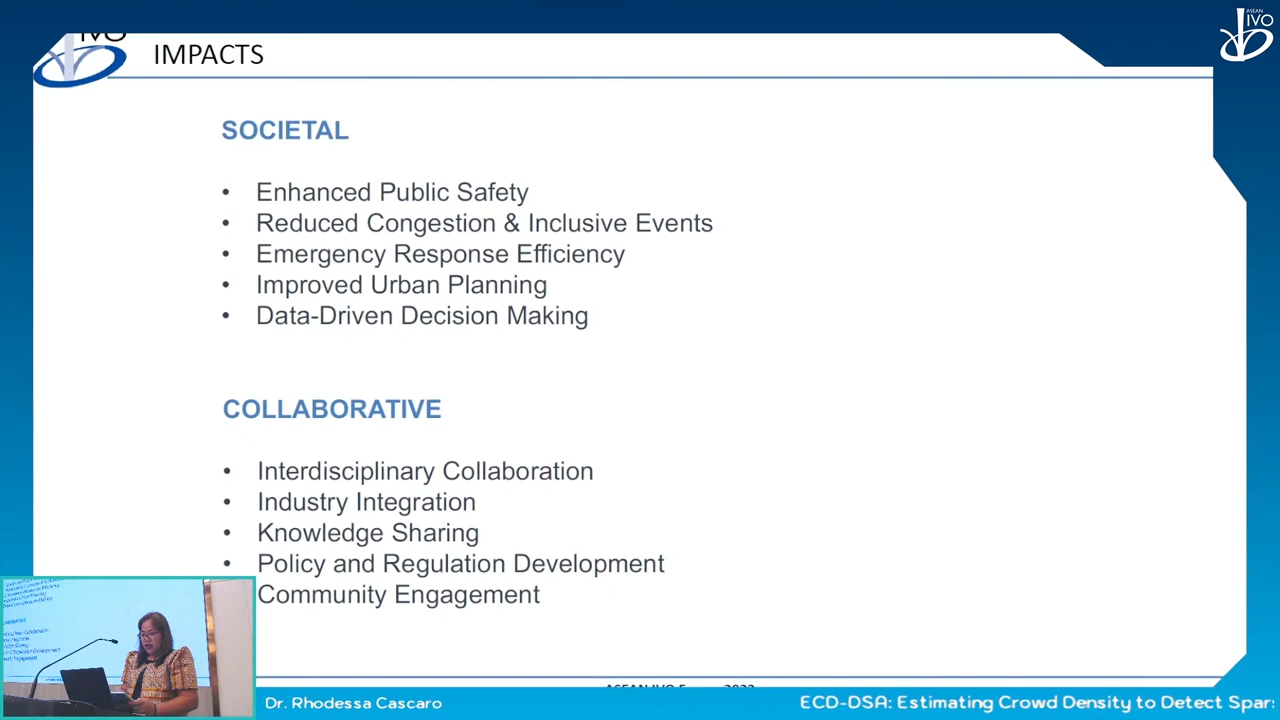 IVO
IMPACTS
ASEAN
IVO
SOCIETAL
• Enhanced Public Safety
• Reduced Congestion & Inclusive Events
• Emergency Response Efficiency
• Improved Urban Planning
• Data-Driven Decision Making
COLLABORATIVE
• Interdisciplinary Collaboration
• Industry Integration
• Knowledge Sharing
• Policy and Regulation Development
Community Engagement
Dr. Rhodessa Cascaro
ECD-DSA: Estimating Crowd Density to Detect Spars